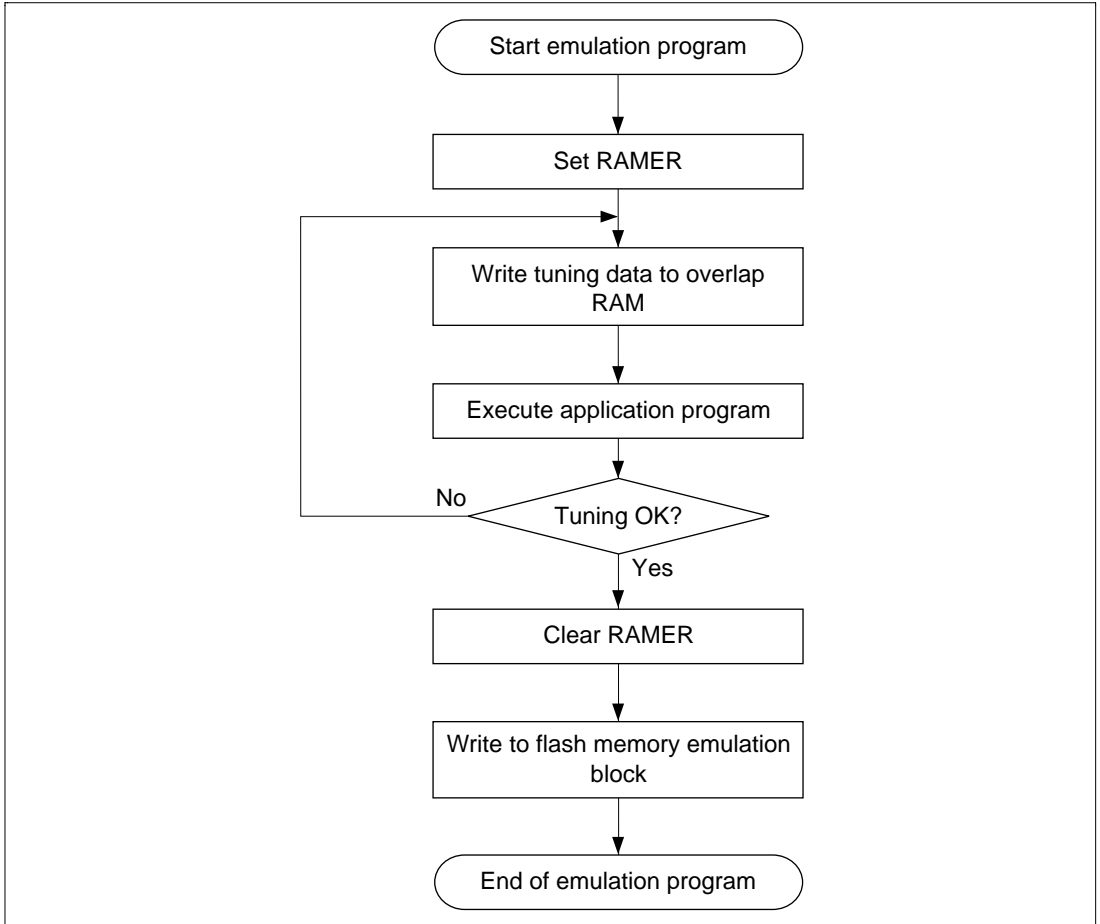 Start emulation program
Set RAMER
Write tuning data to overlap
RAM
Execute application program
No
Tuning OK?
Yes
Clear RAMER
Write to flash memory emulation
block
End of emulation program